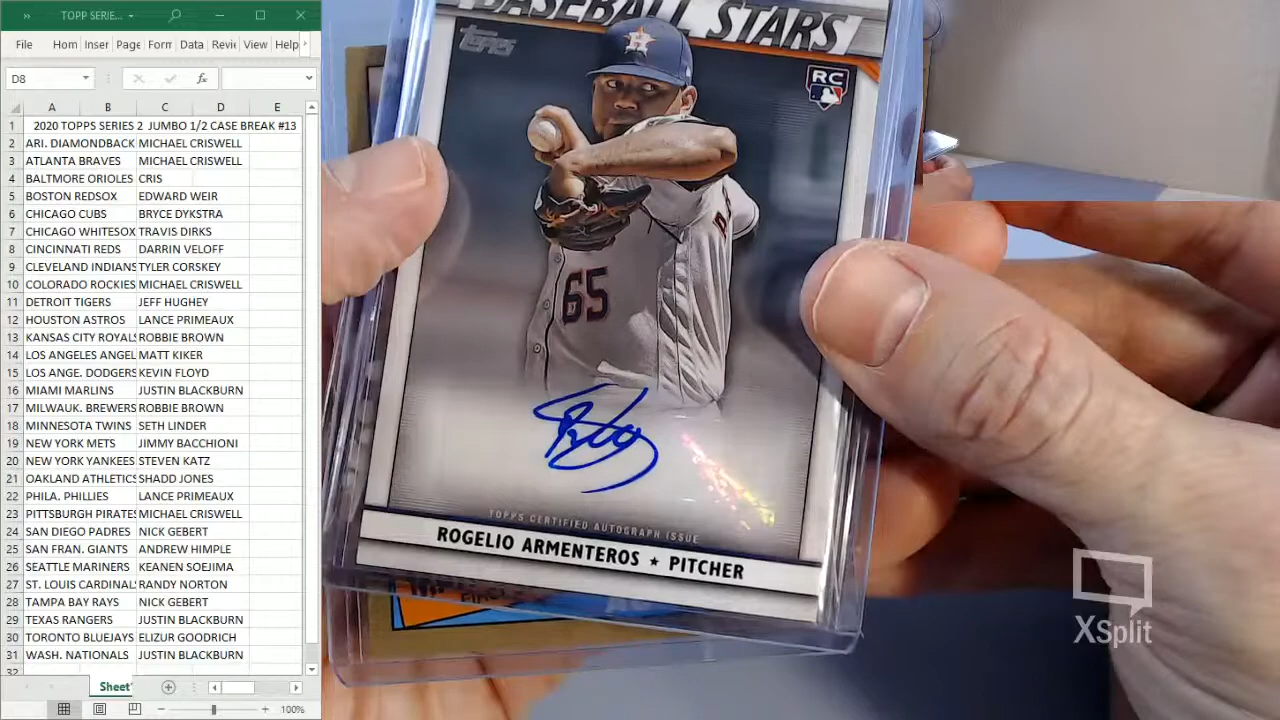 TOPP SERIE...
File Hom Inser Page Form Data Revie View Help
D8
fx
A B C D E
1 2020 TOPPS SERIES 2 JUMBO 1/2 CASE BREAK #13
2 ARI. DIAMONDBACK MICHAEL CRISWELL
3 ATLANTA BRAVES MICHAEL CRISWELL
4 BALTMORE ORIOLES CRIS
5 BOSTON REDSOX EDWARD WEIR
6 CHICAGO CUBS BRYCE DYKSTRA
7 CHICAGO WHITESOX TRAVIS DIRKS
8 CINCINNATI REDS DARRIN VELOFF
9 CLEVELAND INDIANS TYLER CORSKEY
10 COLORADO ROCKIES MICHAEL CRISWELL
11 DETROIT TIGERS JEFF HUGHEY
12 HOUSTON ASTROS LANCE PRIMEAUX
13 KANSAS CITY ROYALS ROBBIE BROWN
14 LOS ANGELES ANGEL MATT KIKER
15 LOS ANGE. DODGERS KEVIN FLOYD
16 MIAMI MARLINS JUSTIN BLACKBURN
17 MILWAUK. BREWERS ROBBIE BROWN
18 MINNESOTA TWINS SETH LINDER
19 NEW YORK METS JIMMY BACCHIONI
20 NEW YORK YANKEES STEVEN KATZ
21 OAKLAND ATHLETICS SHADD JONES
22 PHILA. PHILLIES LANCE PRIMEAUX
23 PITTSBURGH PIRATES MICHAEL CRISWELL
24 SAN DIEGO PADRES NICK GEBERT
25 SAN FRAN. GIANTS ANDREW HIMPLE
26 SEATTLE MARINERS KEANEN SOEJIMA
27 ST. LOUIS CARDINAL RANDY NORTON
28 TAMPA BAY RAYS NICK GEBERT
29 TEXAS RANGERS JUSTIN BLACKBURN
30 TORONTO BLUEJAYS ELIZUR GOODRICH
31 WASH. NATIONALS JUSTIN BLACKBURN
32
Sheet
100%
BASEBALL STARS
Topps
H
RC
65
TOPPS CERTIFIED AUTOGRAPH ISSUE
ROGELIO ARMENTEROS ★ PITCHER
XSplit